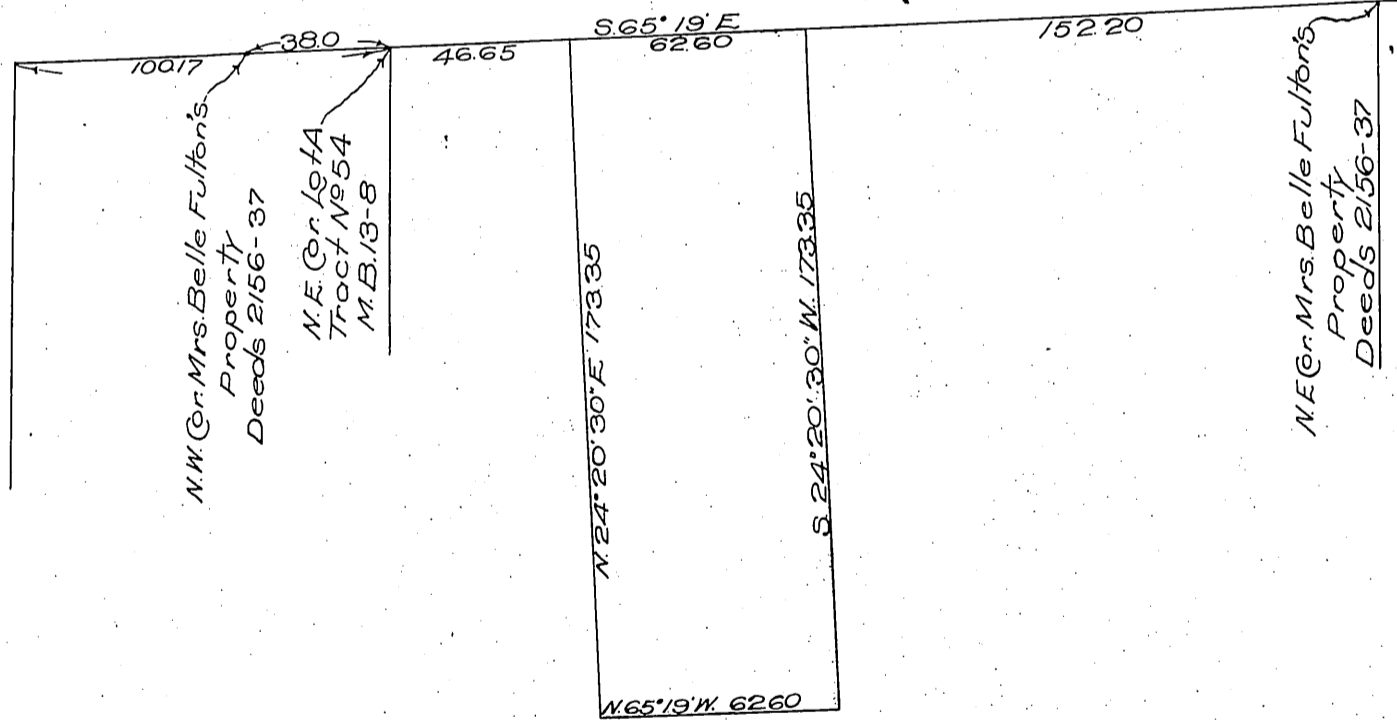 S. 65° 19' E
100.17
38.0
46.65
62.60
152.20
N.W. Cor. Mrs. Belle Fulton's
Property
Deeds 2156-37
N.E. Cor. Lot A
Tract Nº 54
M.B. 13-8
N. 24° 20' 30" E 173.35
S. 24° 20' 30" W. 173.35
N.E Cor. Mrs. Belle Fulton's
Property
Deeds 2156-37
N. 65° 19' W. 62.60